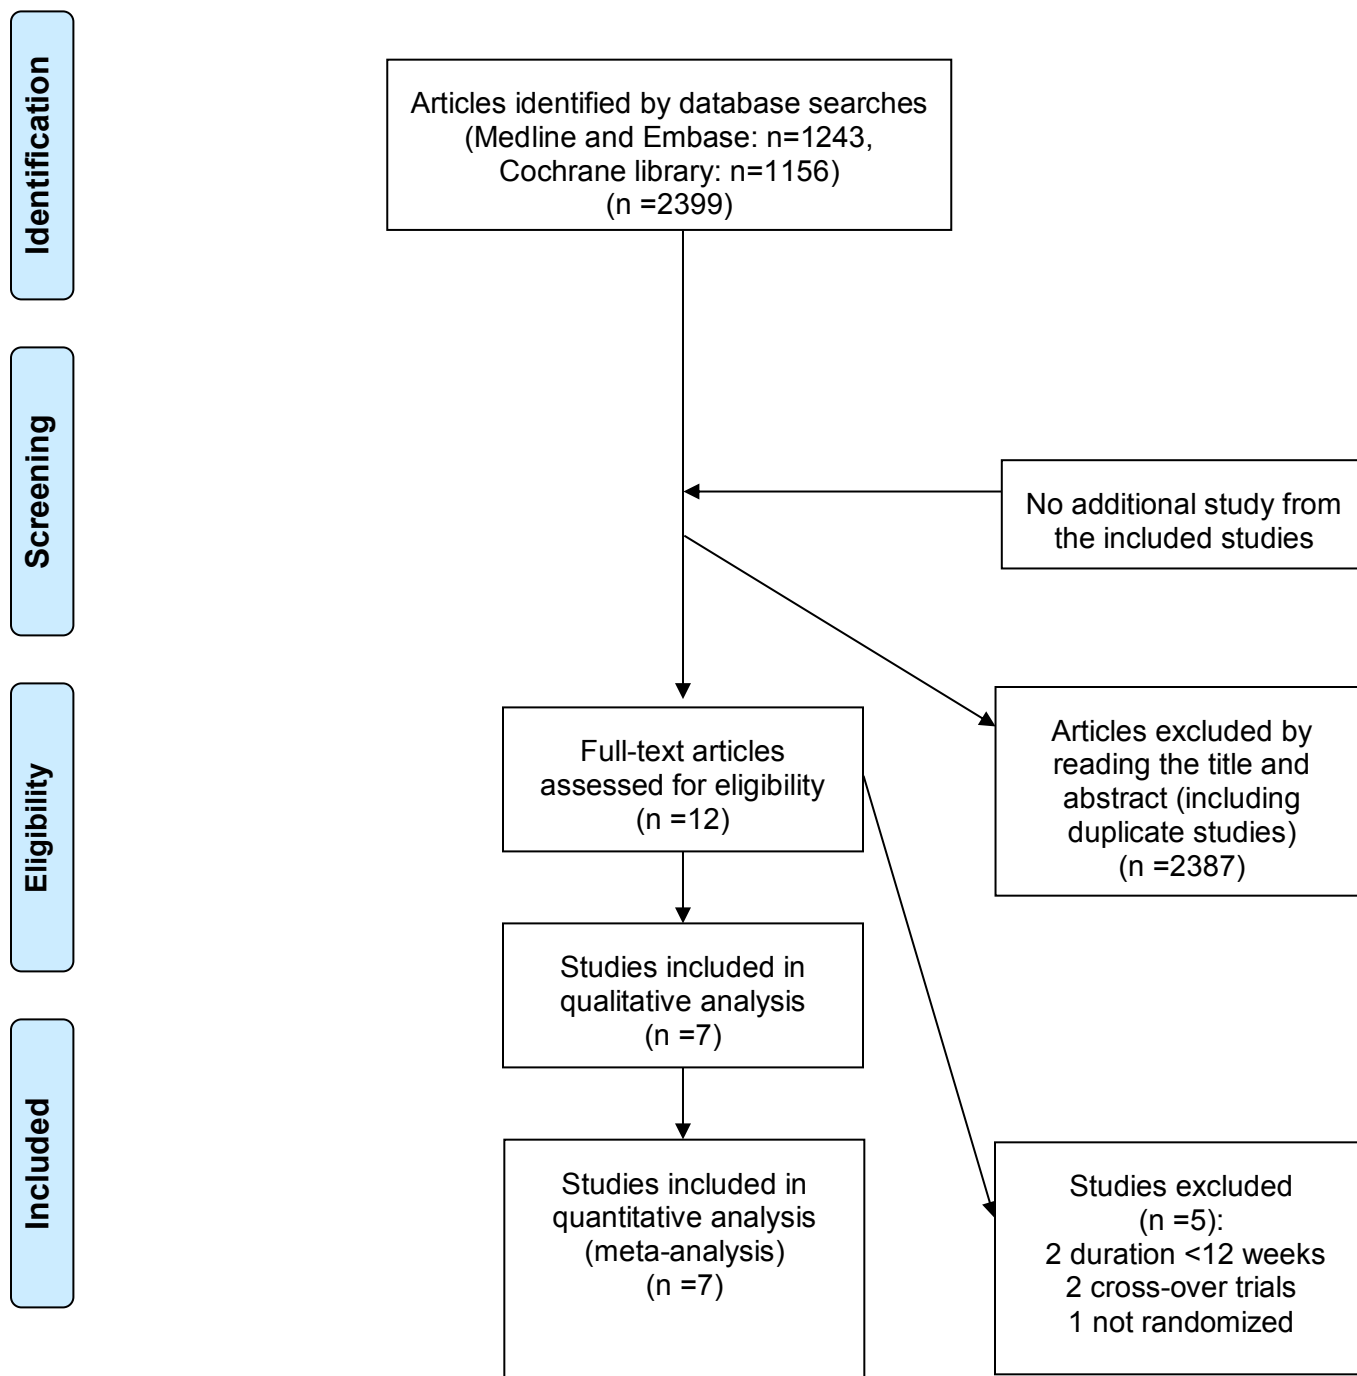 Identification
Articles identified by database searches
(Medline and Embase: n=1243,
Cochrane library: n=1156)
(n =2399)
Screening
No additional study from
the included studies
Eligibility
Full-text articles
assessed for eligibility
(n =12)
Articles excluded by
reading the title and
abstract (including
duplicate studies)
(n =2387)
Studies included in
qualitative analysis
(n =7)
Included
Studies included in
quantitative analysis
(meta-analysis)
(n =7)
Studies excluded
(n =5):
2 duration <12 weeks
2 cross-over trials
1 not randomized